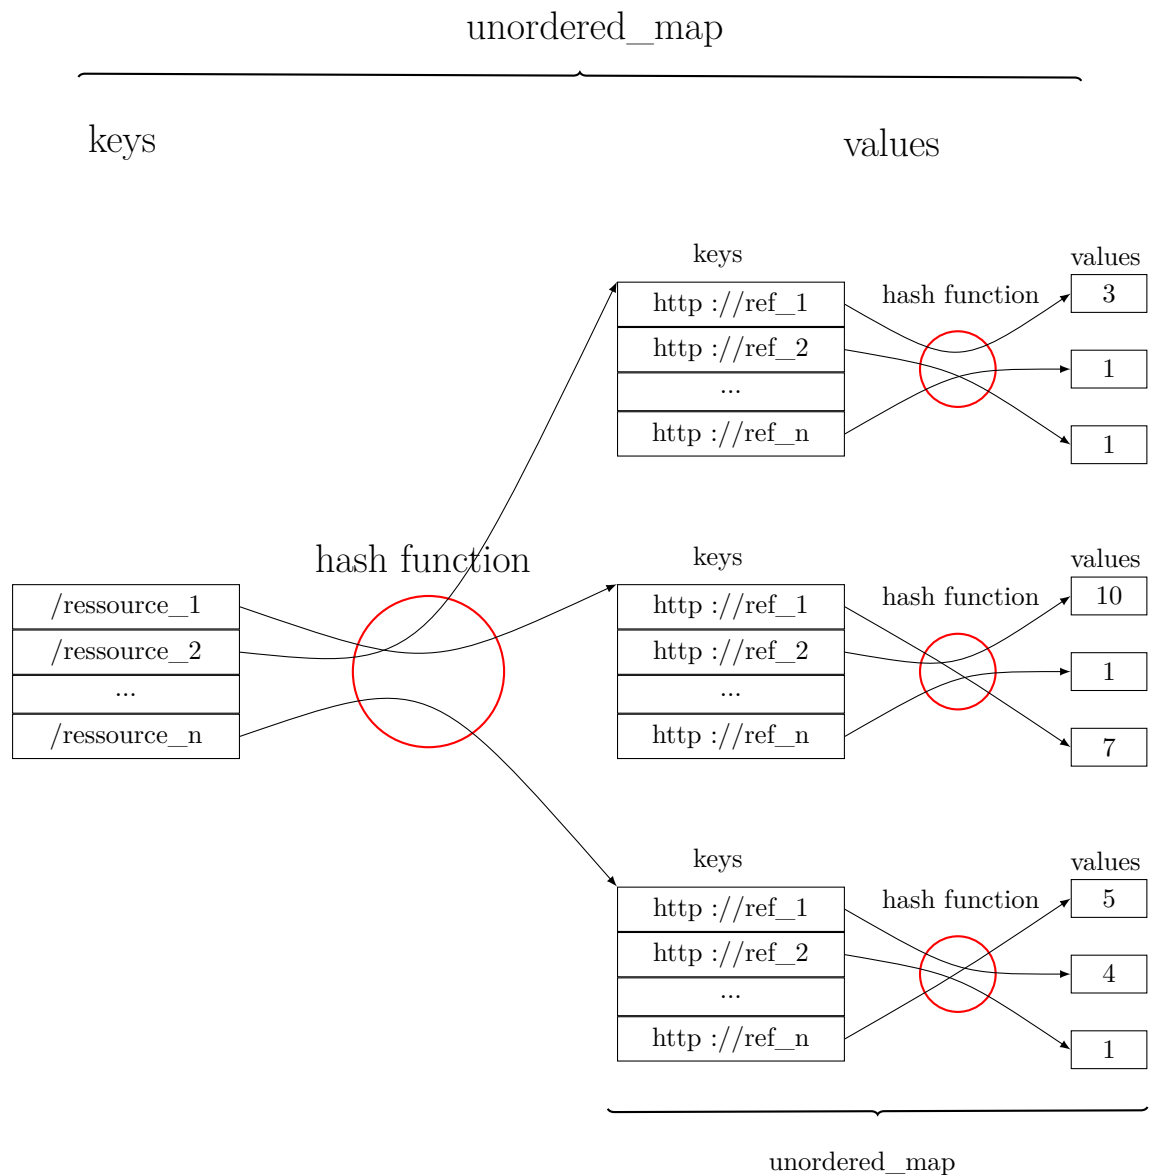 unordered_map
keys
values
keys
values
http ://ref_1
hash function
3
http ://ref_2
1
...
http ://ref_n
1
hash function
keys
values
/ressource_1
http ://ref_1
hash function
10
/ressource_2
http ://ref_2
1
...
...
/ressource_n
http ://ref_n
7
keys
values
http ://ref_1
hash function
5
http ://ref_2
4
...
http ://ref_n
1
unordered_map